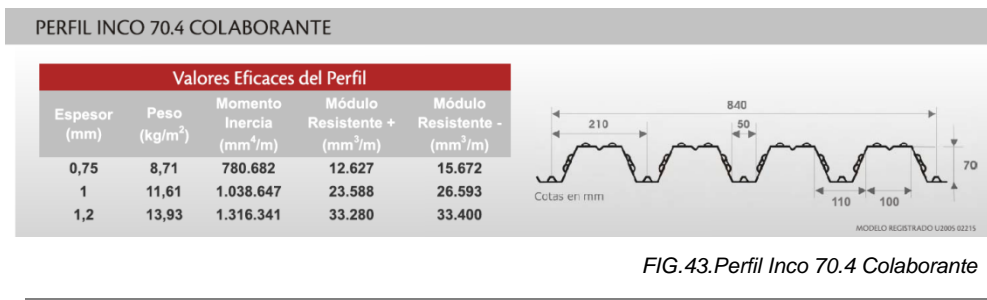 PERFIL INCO 70.4 COLABORANTE
Valores Eficaces del Perfil
Espesor (mm) Peso (kg/m²) Momento Inercia (mm⁴/m) Módulo Resistente + (mm³/m) Módulo Resistente - (mm³/m)
0,75 8,71 780.682 12.627 15.672
1 11,61 1.038.647 23.588 26.593
1,2 13,93 1.316.341 33.280 33.400
840
210 50
70
110 100
Cotas en mm
MODELO REGISTRADO U2005 02215
FIG.43.Perfil Inco 70.4 Colaborante